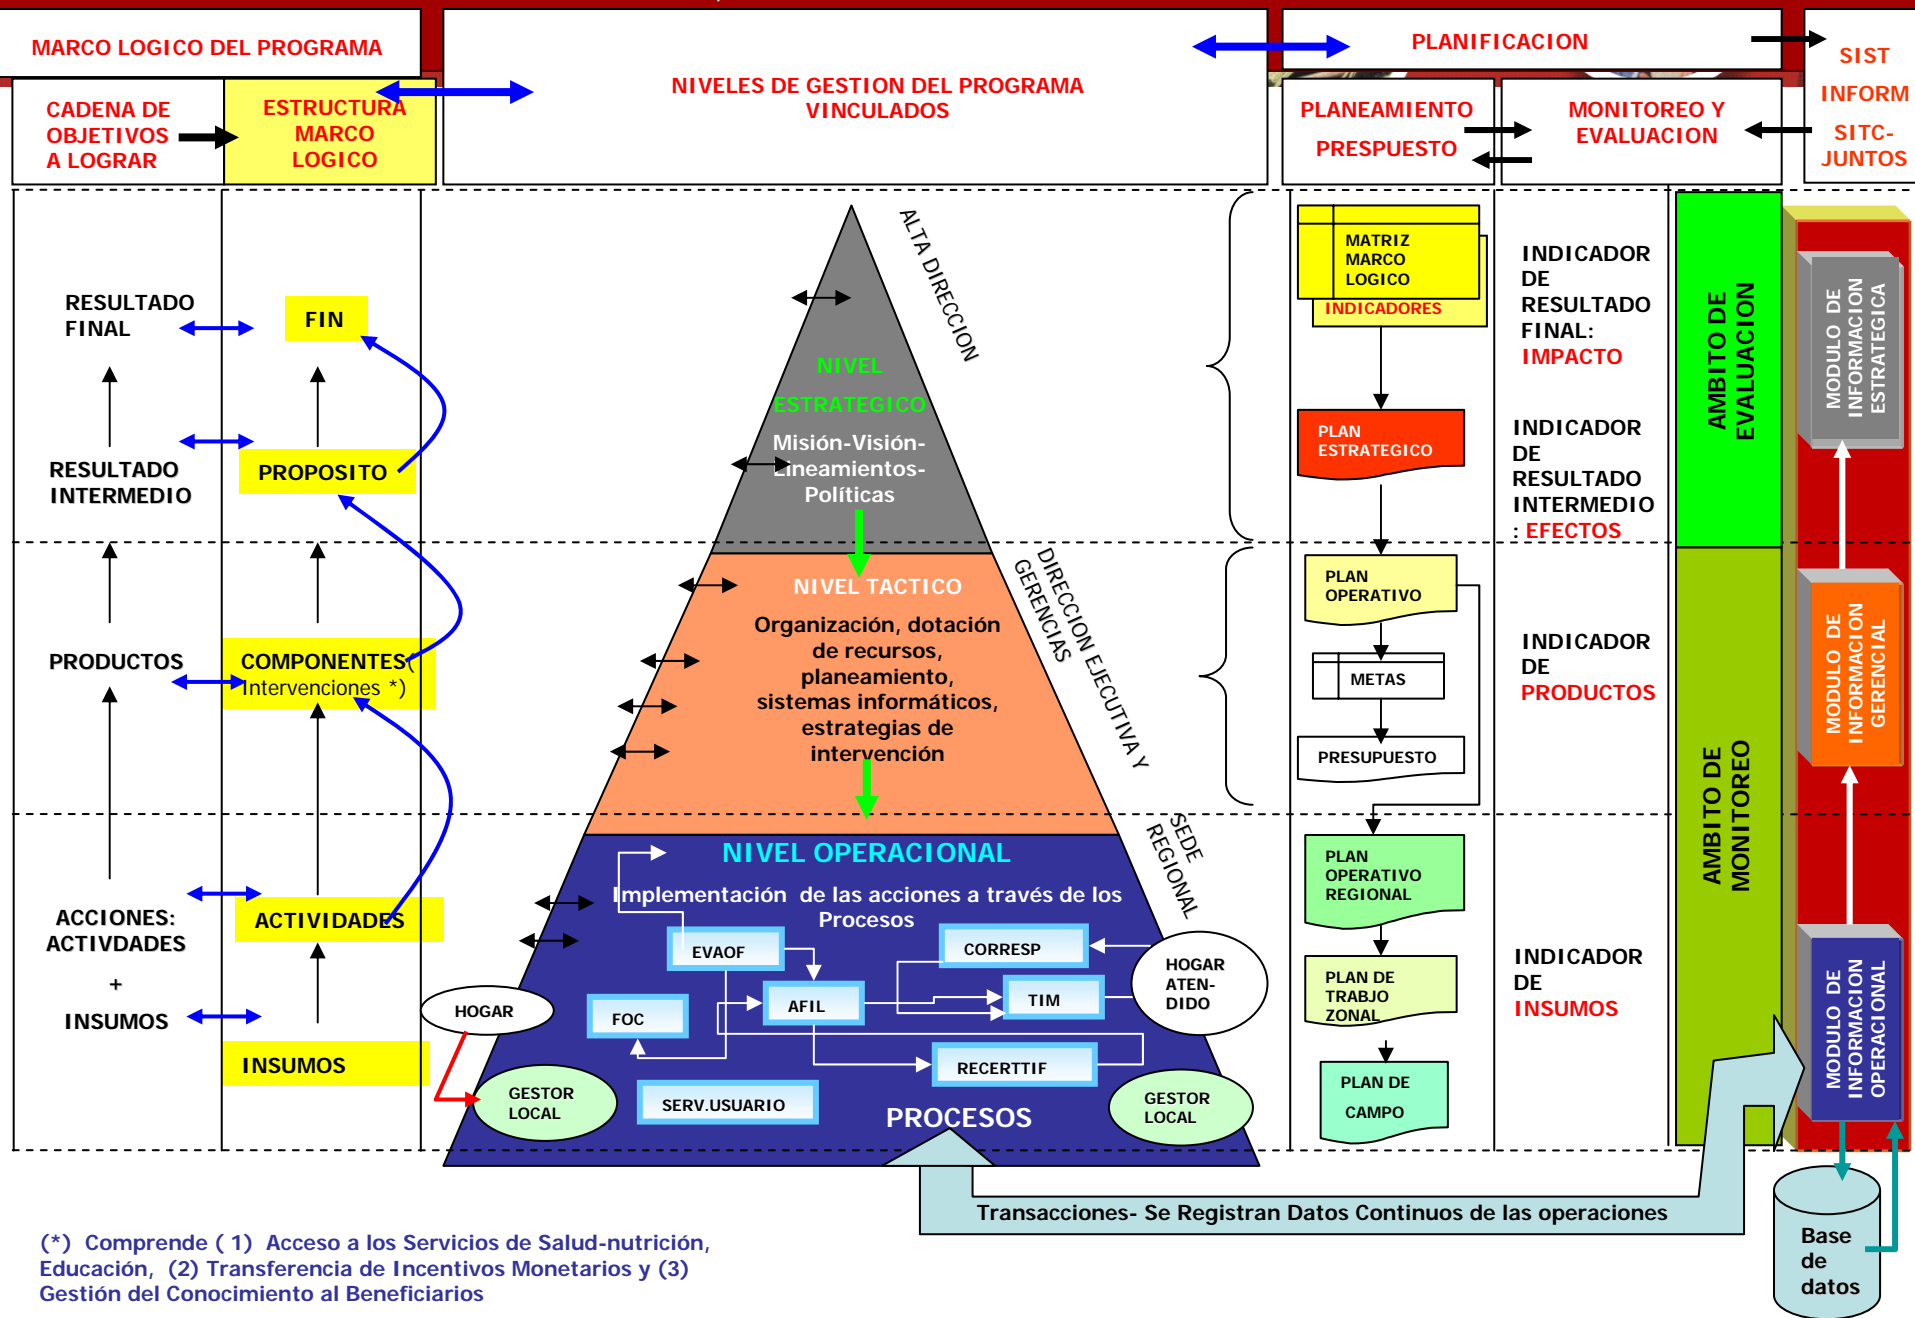 MARCO LOGICO DEL PROGRAMA
NIVELES DE GESTION DEL PROGRAMA
VINCULADOS
PLANIFICACION
SIST
INFORM
SITC-
JUNTOS
CADENA DE
OBJETIVOS
A LOGRAR
ESTRUCTURA
MARCO
LOGICO
PLANEAMIENTO
PRESPUESTO
MONITOREO Y
EVALUACION
RESULTADO
FINAL
RESULTADO
INTERMEDIO
PRODUCTOS
ACCIONES:
ACTIVDADES
+
INSUMOS
FIN
PROPOSITO
COMPONENTES(
Intervenciones *)
ACTIVIDADES
INSUMOS
ALTA DIRECCION
NIVEL
ESTRATEGICO
Misión-Visión-
Lineamientos-
Políticas
DIRECCION EJECUTIVA Y
GERENCIAS
NIVEL TACTICO
Organización, dotación
de recursos,
planeamiento,
sistemas informáticos,
estrategias de
intervención
SEDE
REGIONAL
NIVEL OPERACIONAL
Implementación de las acciones a través de los
Procesos
EVAOF
CORRESP
HOGAR
ATEN-
DIDO
HOGAR
FOC
AFIL
TIM
RECERTTIF
GESTOR
LOCAL
SERV.USUARIO
GESTOR
LOCAL
PROCESOS
MATRIZ
MARCO
LOGICO
INDICADORES
PLAN
ESTRATEGICO
PLAN
OPERATIVO
METAS
PRESUPUESTO
PLAN
OPERATIVO
REGIONAL
PLAN DE
TRABJO
ZONAL
PLAN DE
CAMPO
INDICADOR
DE
RESULTADO
FINAL:
IMPACTO
INDICADOR
DE
RESULTADO
INTERMEDIO
: EFECTOS
INDICADOR
DE
PRODUCTOS
INDICADOR
DE
INSUMOS
AMBITO DE
EVALUACION
AMBITO DE
MONITOREO
MODULO DE
INFORMACION
ESTRATEGICA
MODULO DE
INFORMACION
GERENCIAL
MODULO DE
INFORMACION
OPERACIONAL
Transacciones- Se Registran Datos Continuos de las operaciones
Base
de
datos
(*) Comprende ( 1) Acceso a los Servicios de Salud-nutrición,
Educación, (2) Transferencia de Incentivos Monetarios y (3)
Gestión del Conocimiento al Beneficiarios